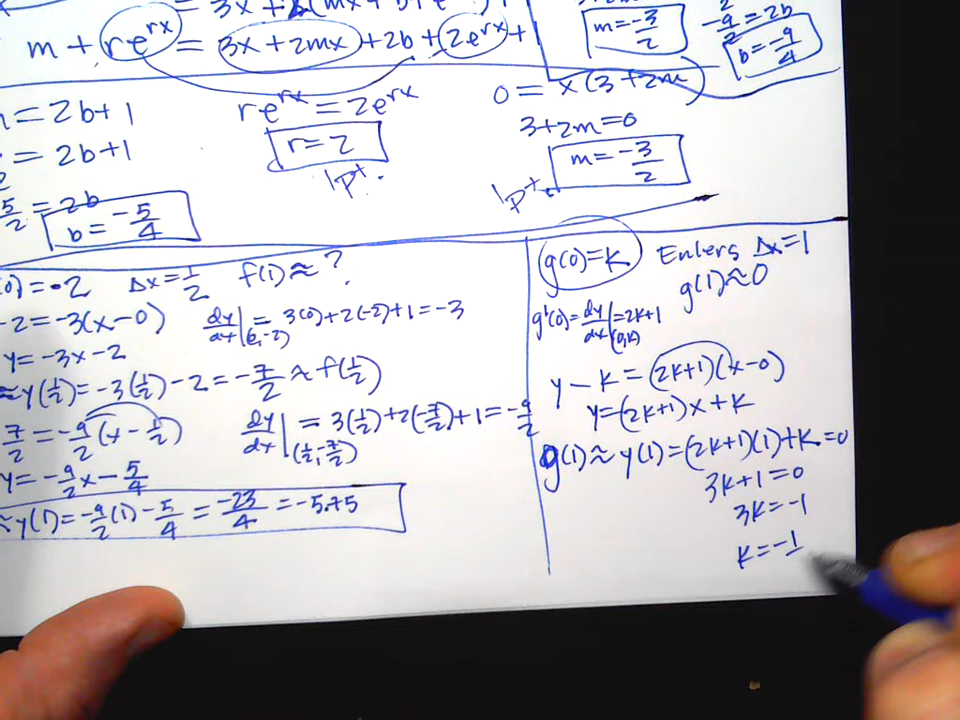 m + re^{rx} = 3x + 2mx + 2b + 2e^{rx} +
m = -3/2
-9/2 = 2b
b = -9/4
= 2b+1
= 2b+1
5/2 = 2b
b = -5/4
re^{rx} = 2e^{rx}
r = 2
1pt.
0 = x(3+2m)
3+2m=0
m = -3/2
1pt.
(0) = -2 Δx = 1/2 f(1) ≈ ?
-2 = -3(x-0)
dy/dx|(0,-2) = 3(0)+2(-2)+1 = -3
y = -3x-2
≈ y(1/2) = -3(1/2) - 2 = -7/2 ≈ f(1/2)
7/2 = -9/2(x - 1/2)
dy/dx|(1/2,-7/2) = 3(1/2)+2(-7/2)+1 = -9/2
y = -9/2x - 5/4
≈ y(1) = -9/2(1) - 5/4 = -23/4 = -5.75
g(0)=k Eulers Δx=1
g(1)≈0
g'(0) = dy/dx|(0,k) = 2k+1
y - k = (2k+1)(x-0)
y = (2k+1)x + k
g(1) ≈ y(1) = (2k+1)(1)+k = 0
3k+1=0
3k=-1
k = -1